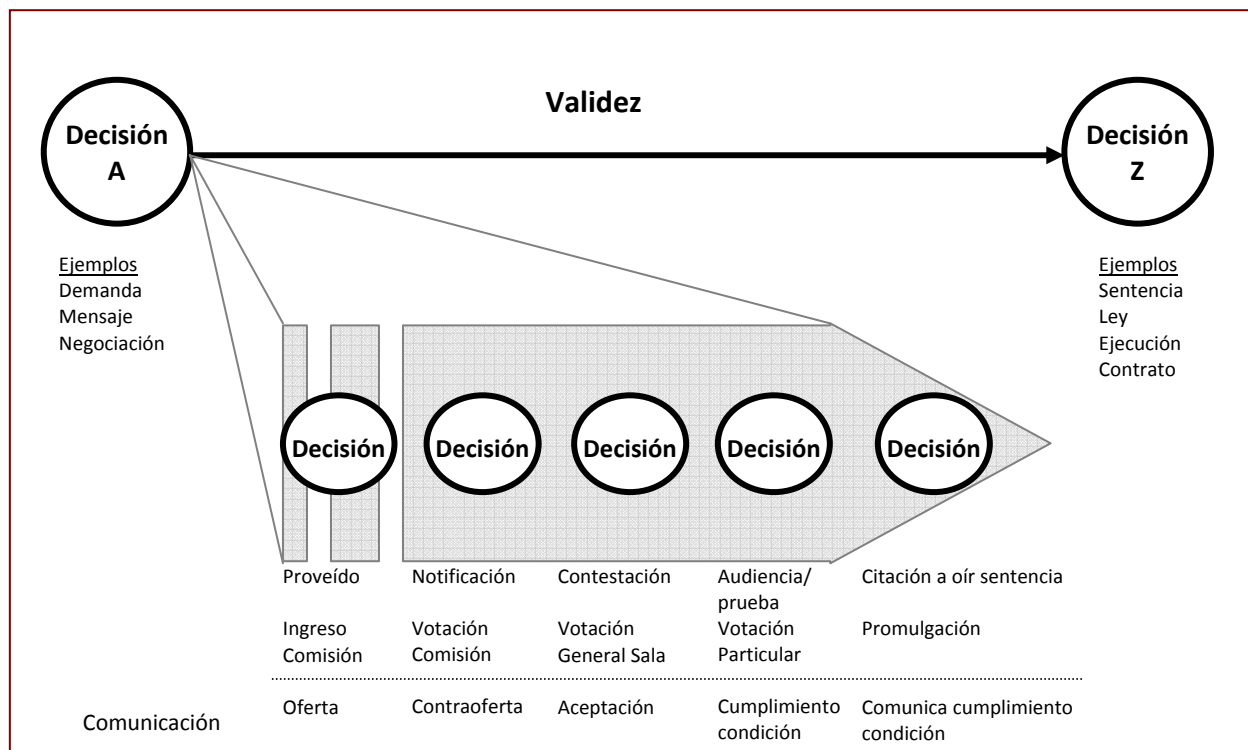 Validez
Decisión
A
Decisión
Z
Ejemplos
Demanda
Mensaje
Negociación
Ejemplos
Sentencia
Ley
Ejecución
Contrato
Decisión
Decisión
Decisión
Decisión
Decisión
Proveído
Notificación
Contestación
Audiencia/
prueba
Citación a oír sentencia
Ingreso
Comisión
Votación
Comisión
Votación
General Sala
Votación
Particular
Promulgación
Comunicación
Oferta
Contraoferta
Aceptación
Cumplimiento
condición
Comunica cumplimiento
condición